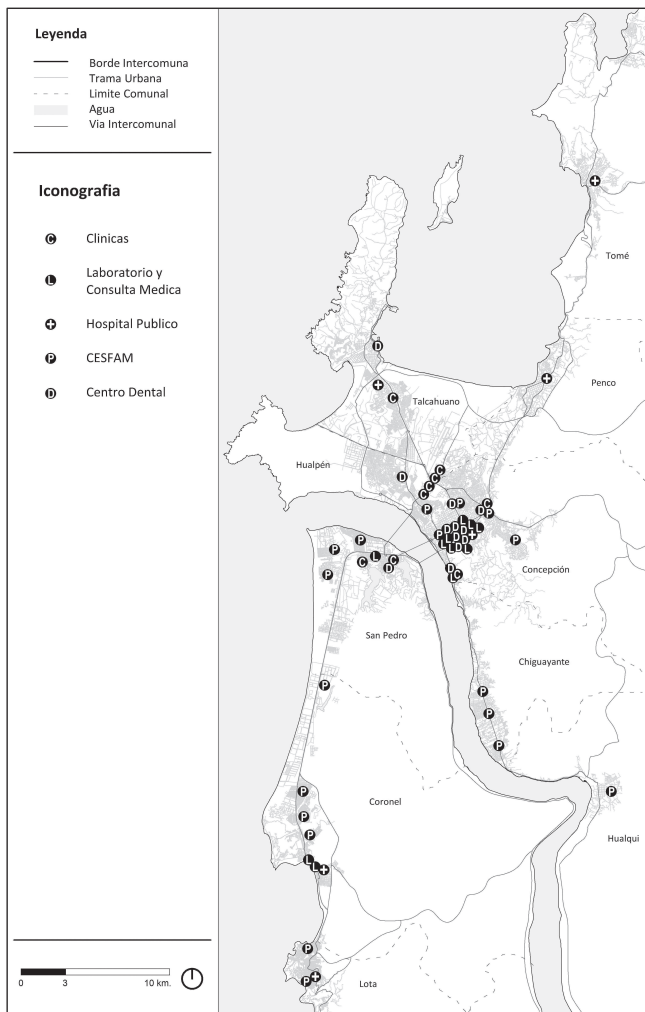 Leyenda
Borde Intercomuna
Trama Urbana
Limite Comunal
Agua
Via Intercomunal
Iconografia
C Clinicas
L Laboratorio y
Consulta Medica
Hospital Publico
P CESFAM
D Centro Dental
0 3 10 km.
Tomé
Penco
D
C
Talcahuano
Hualpén
D
C
C
C
C
P
D
P
C
D
P
P
Concepción
P
P
P
C
L
C
D
D
C
L
San Pedro
Chiguayante
P
P
P
P
Coronel
P
P
P
P
Hualqui
L
L
P
P
Lota